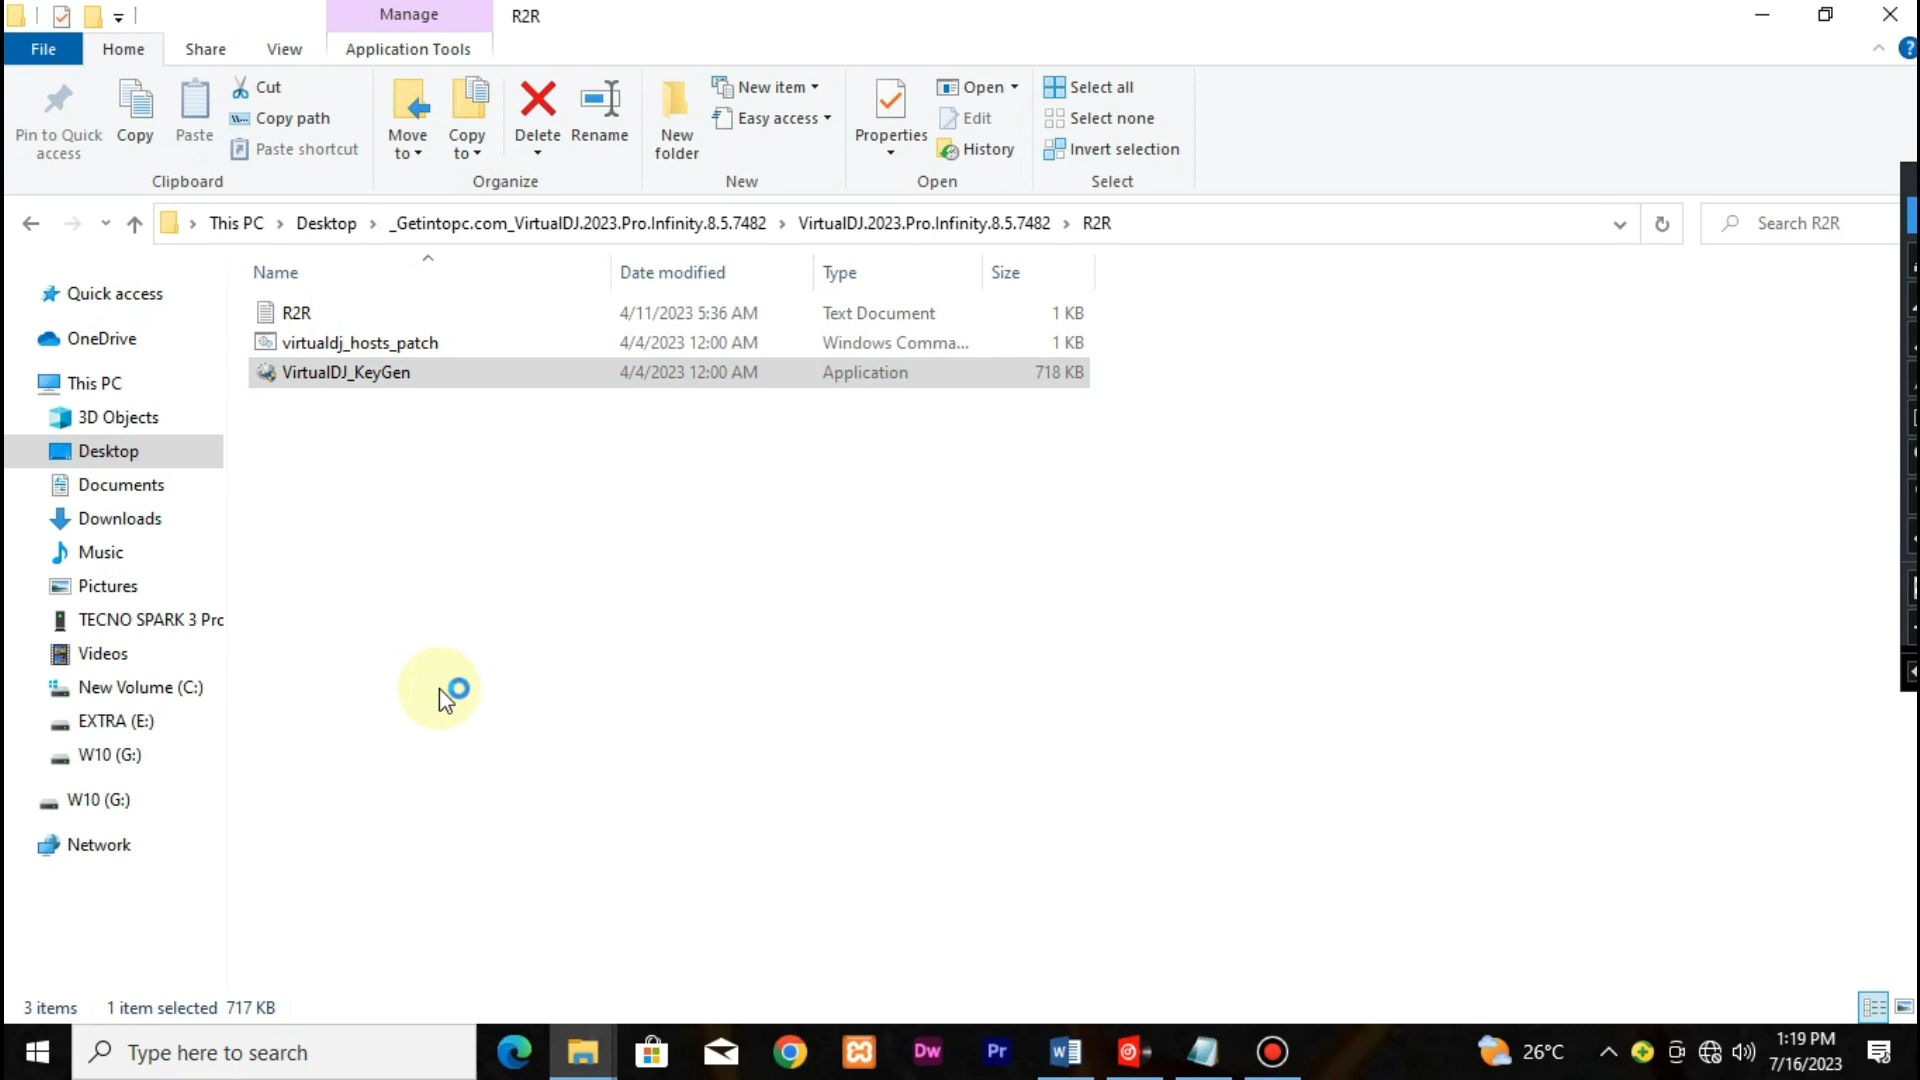 Manage
R2R
File
Home
Share
View
Application Tools
Pin to Quick access
Copy
Paste
Cut
Copy path
Paste shortcut
Clipboard
Move to
Copy to
Delete
Rename
Organize
New folder
New item
Easy access
New
Properties
Open
Edit
History
Open
Select all
Select none
Invert selection
Select
This PC > Desktop > _Getintopc.com_VirtualDJ.2023.Pro.Infinity.8.5.7482 > VirtualDJ.2023.Pro.Infinity.8.5.7482 > R2R
Search R2R
Name Date modified Type Size
R2R 4/11/2023 5:36 AM Text Document 1 KB
virtualdj_hosts_patch 4/4/2023 12:00 AM Windows Comma... 1 KB
VirtualDJ_KeyGen 4/4/2023 12:00 AM Application 718 KB
Quick access
OneDrive
This PC
3D Objects
Desktop
Documents
Downloads
Music
Pictures
TECNO SPARK 3 Prc
Videos
New Volume (C:)
EXTRA (E:)
W10 (G:)
W10 (G:)
Network
3 items 1 item selected 717 KB
Type here to search
Dw
Pr
26°C
1:19 PM
7/16/2023